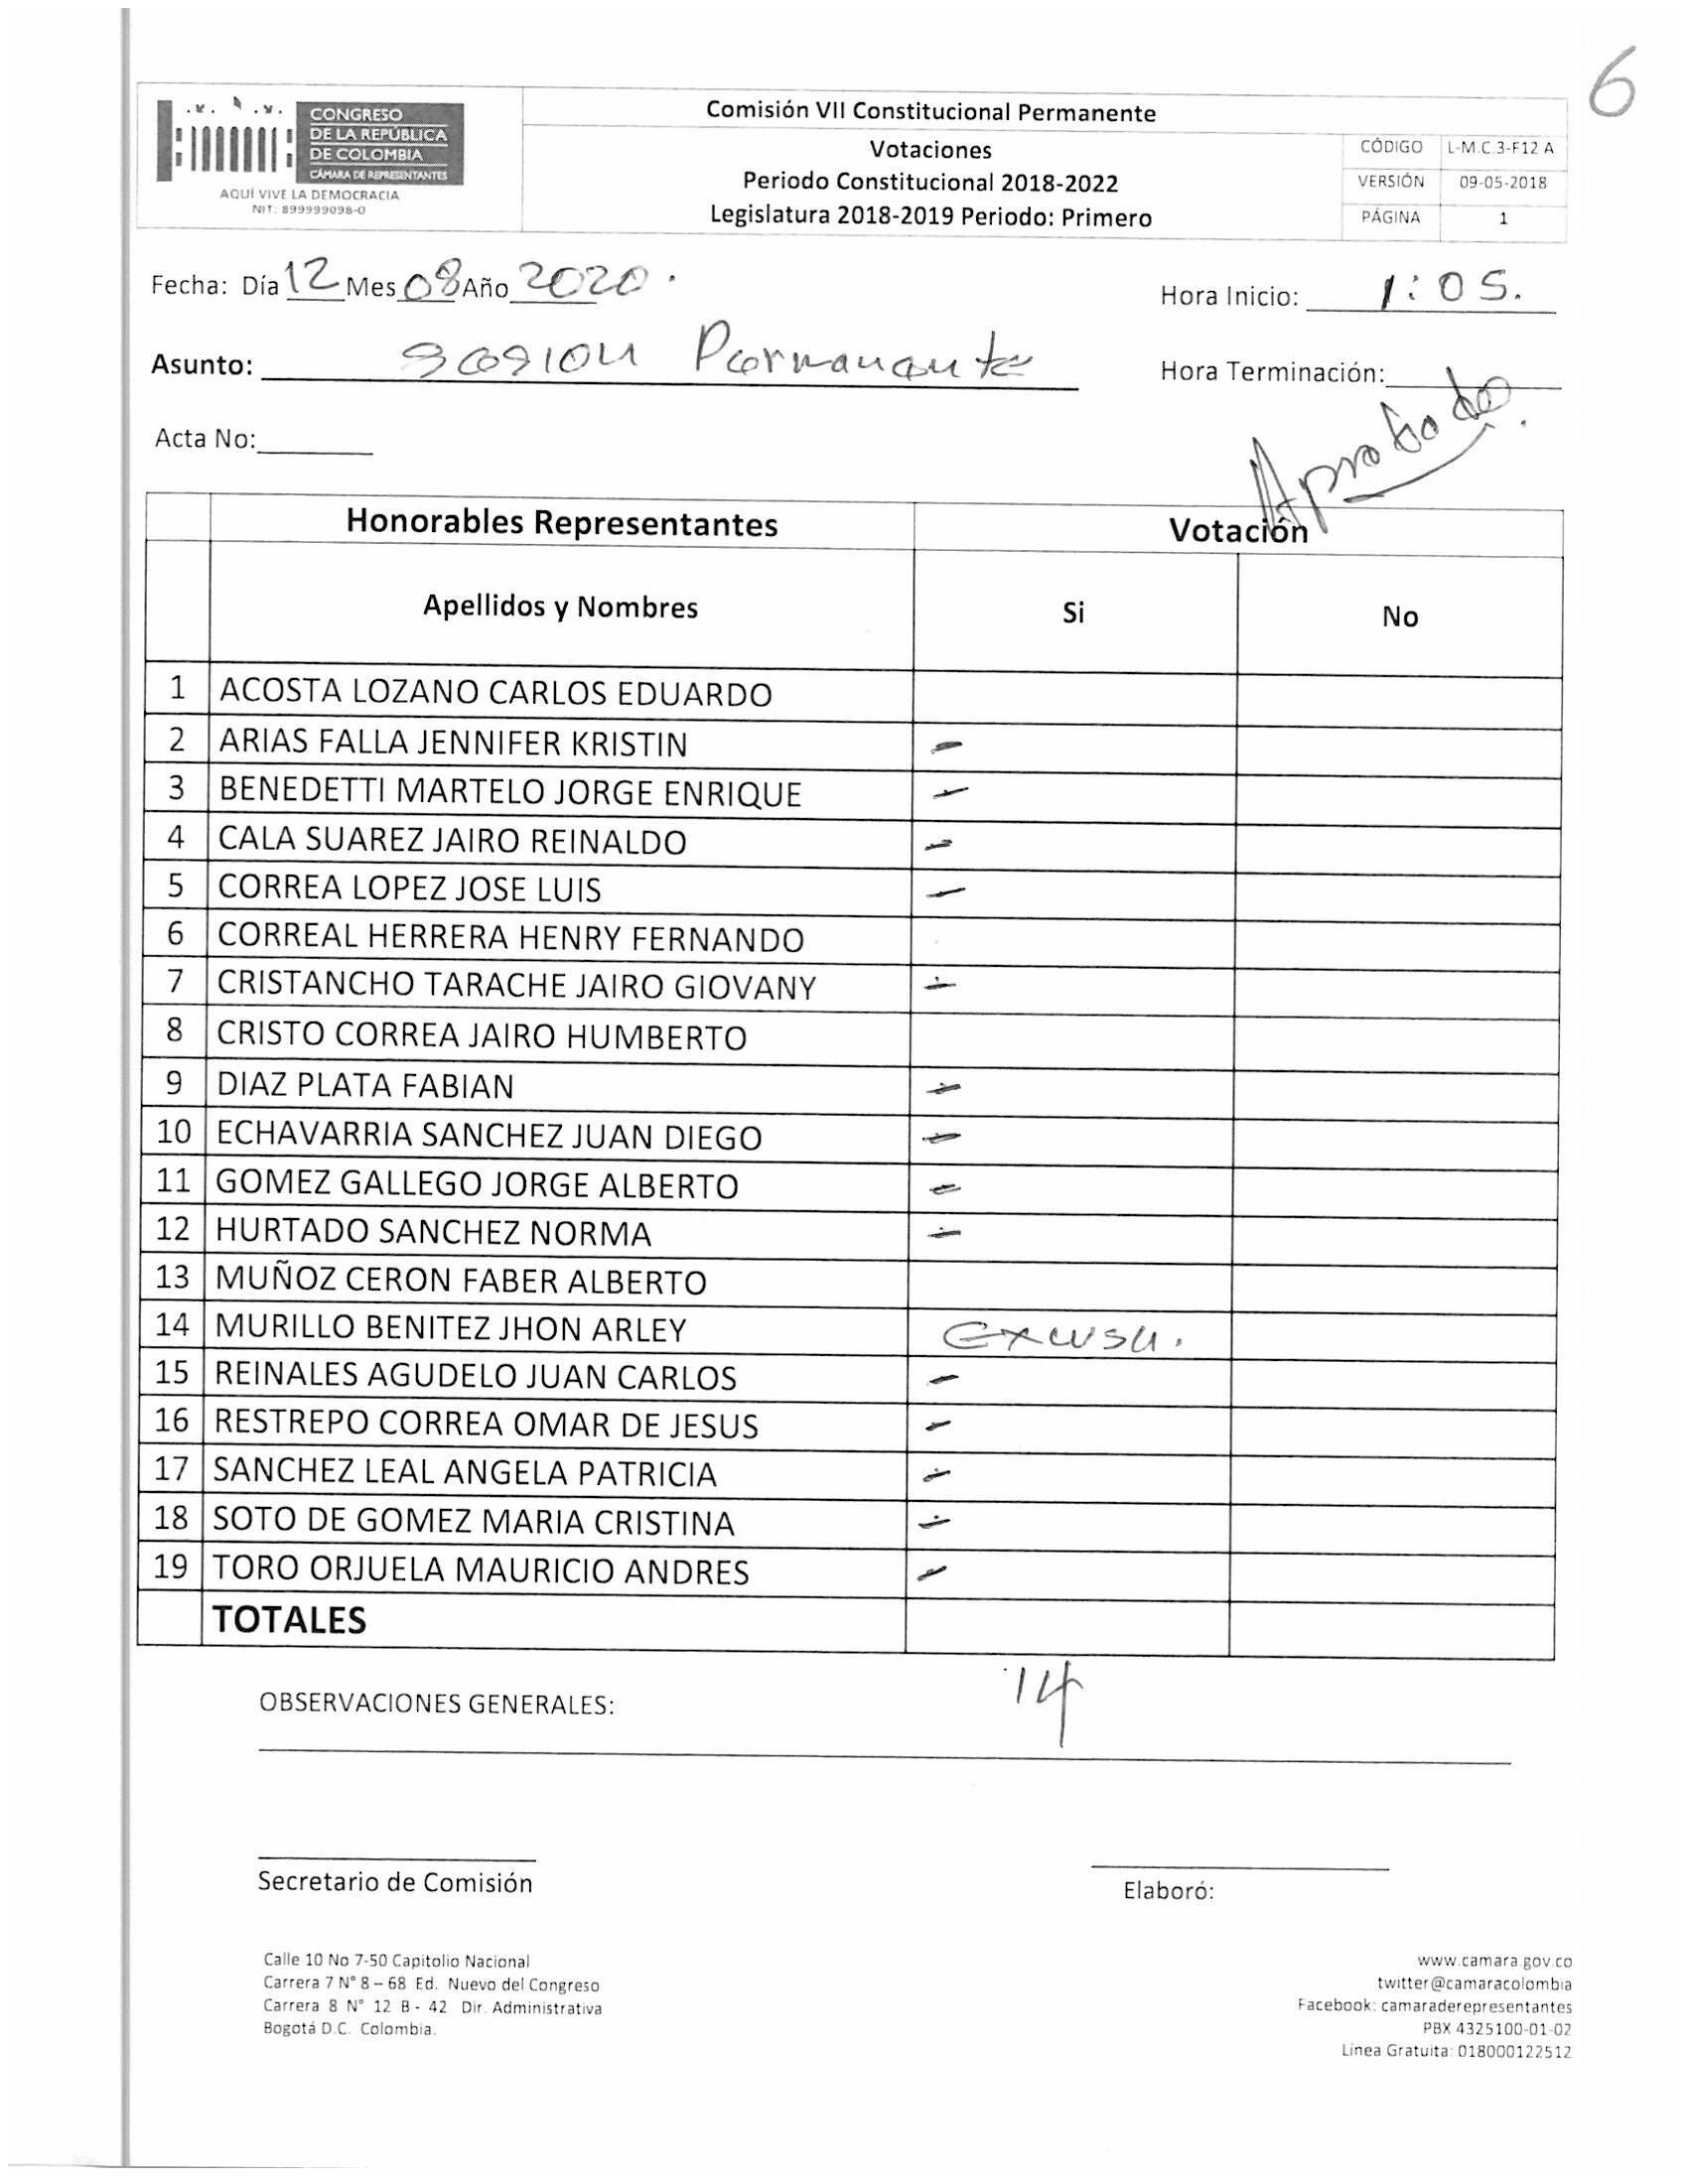 6
CONGRESO
DE LA REPÚBLICA
DE COLOMBIA
CÁMARA DE REPRESENTANTES
AQUÍ VIVE LA DEMOCRACIA
NIT: 899999098-0
Comisión VII Constitucional Permanente
Votaciones
Periodo Constitucional 2018-2022
Legislatura 2018-2019 Periodo: Primero
CÓDIGO L-M.C.3-F12 A
VERSIÓN 09-05-2018
PÁGINA 1
Fecha: Día 12 Mes 08 Año 2020.
Hora Inicio: 1:05.
Asunto: sesion Permanente
Hora Terminación:
Acta No:
Aprobado.
Honorables Representantes Votación
Apellidos y Nombres Si No
1 ACOSTA LOZANO CARLOS EDUARDO
2 ARIAS FALLA JENNIFER KRISTIN –
3 BENEDETTI MARTELO JORGE ENRIQUE –
4 CALA SUAREZ JAIRO REINALDO –
5 CORREA LOPEZ JOSE LUIS –
6 CORREAL HERRERA HENRY FERNANDO
7 CRISTANCHO TARACHE JAIRO GIOVANY –
8 CRISTO CORREA JAIRO HUMBERTO
9 DIAZ PLATA FABIAN –
10 ECHAVARRIA SANCHEZ JUAN DIEGO –
11 GOMEZ GALLEGO JORGE ALBERTO –
12 HURTADO SANCHEZ NORMA –
13 MUÑOZ CERON FABER ALBERTO
14 MURILLO BENITEZ JHON ARLEY Excusa.
15 REINALES AGUDELO JUAN CARLOS –
16 RESTREPO CORREA OMAR DE JESUS –
17 SANCHEZ LEAL ANGELA PATRICIA –
18 SOTO DE GOMEZ MARIA CRISTINA –
19 TORO ORJUELA MAURICIO ANDRES –
TOTALES
14
OBSERVACIONES GENERALES:
Secretario de Comisión
Elaboró:
Calle 10 No 7-50 Capitolio Nacional
Carrera 7 N° 8 – 68 Ed. Nuevo del Congreso
Carrera 8 N° 12 B - 42 Dir. Administrativa
Bogotá D.C. Colombia.
www.camara.gov.co
twitter@camaracolombia
Facebook: camaraderepresentantes
PBX 4325100-01-02
Linea Gratuita: 018000122512